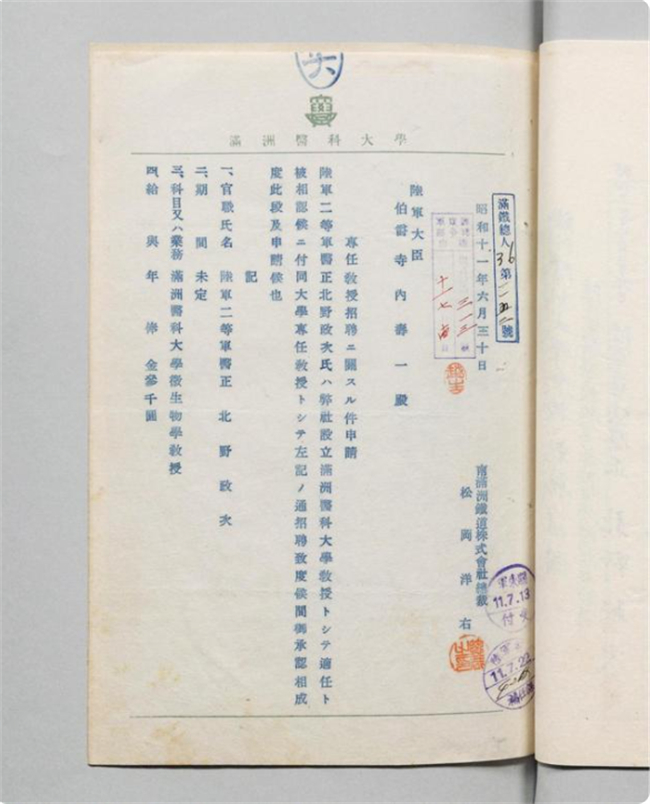 滿洲醫科大學
滿鐵總人36第二一五二號
昭和十一年六月三十日
南滿洲鐵道株式會社總裁
松岡洋右
陸軍大臣
伯爵寺內壽一殿
專任敎授招聘ニ關スル件申請
陸軍二等軍醫正北野政次氏ハ弊社設立滿洲醫科大學敎授トシテ適任ト
被相認候ニ付同大學專任敎授トシテ左記ノ通招聘致度候間御承認相成
度此段及申請候也
記
一、官職氏名 陸軍二等軍醫正 北野政次
二、期間 未定
三、科目又ハ業務 滿洲醫科大學微生物學敎授
四、給與年俸 金參千圓
11.7.13
受付
11.7.22